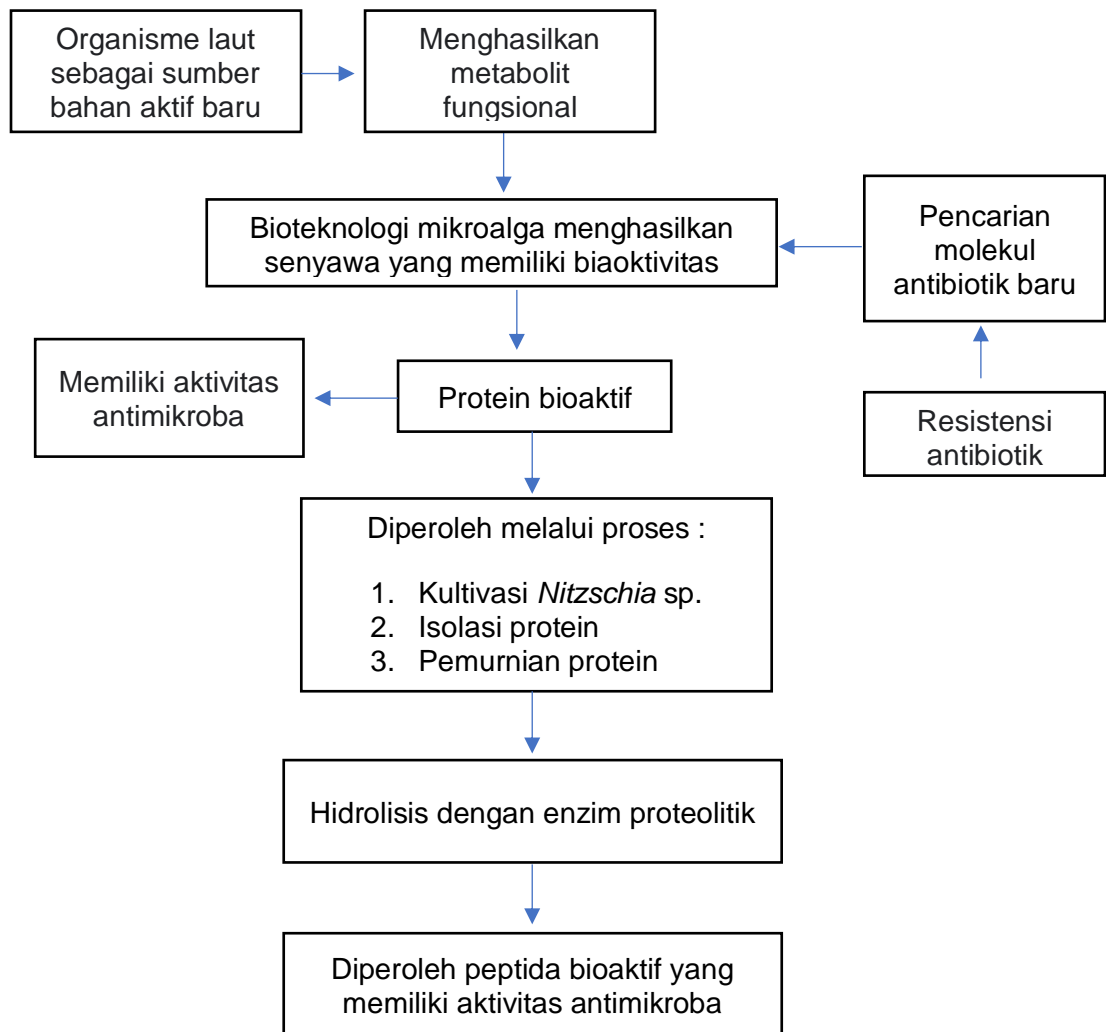 Organisme laut
sebagai sumber
bahan aktif baru
Menghasilkan
metabolit
fungsional
Bioteknologi mikroalga menghasilkan
senyawa yang memiliki biaoktivitas
Pencarian
molekul
antibiotik baru
Memiliki aktivitas
antimikroba
Protein bioaktif
Resistensi
antibiotik
Diperoleh melalui proses :
1. Kultivasi Nitzschia sp.
2. Isolasi protein
3. Pemurnian protein
Hidrolisis dengan enzim proteolitik
Diperoleh peptida bioaktif yang
memiliki aktivitas antimikroba